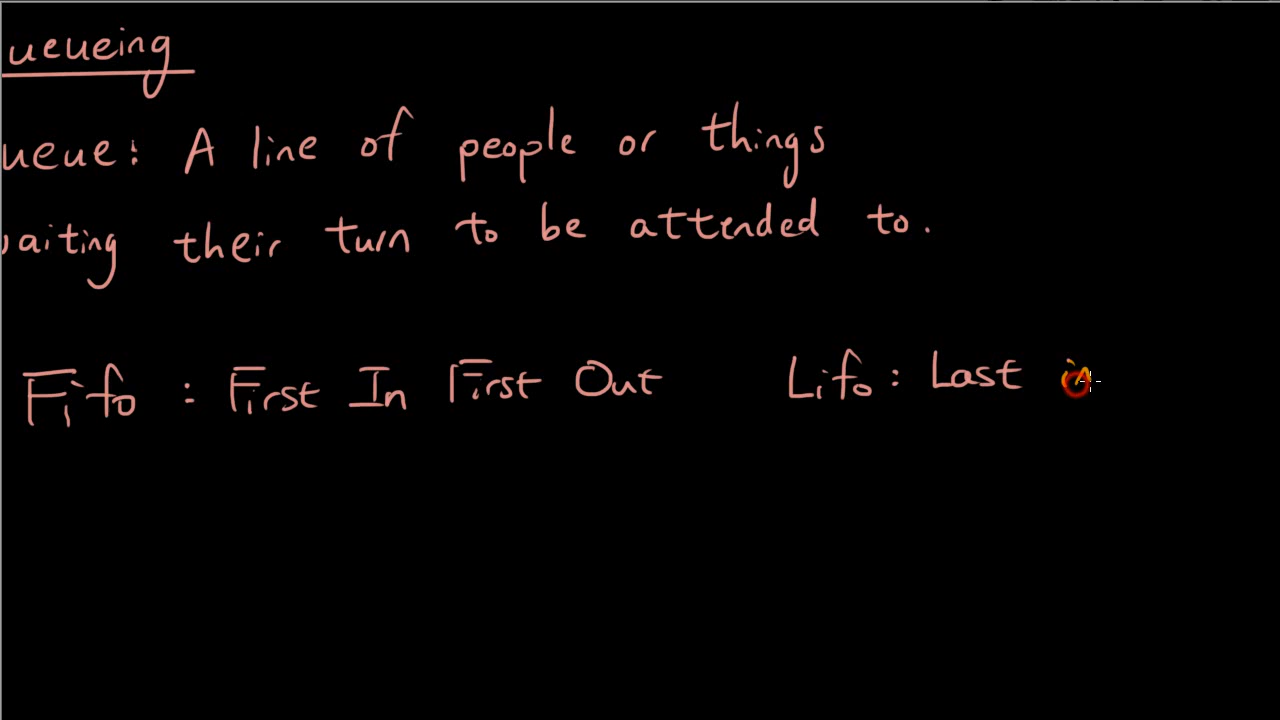 ueueing
ueue: A line of people or things
aiting their turn to be attended to.
Fifo : First In First Out Lifo : Last